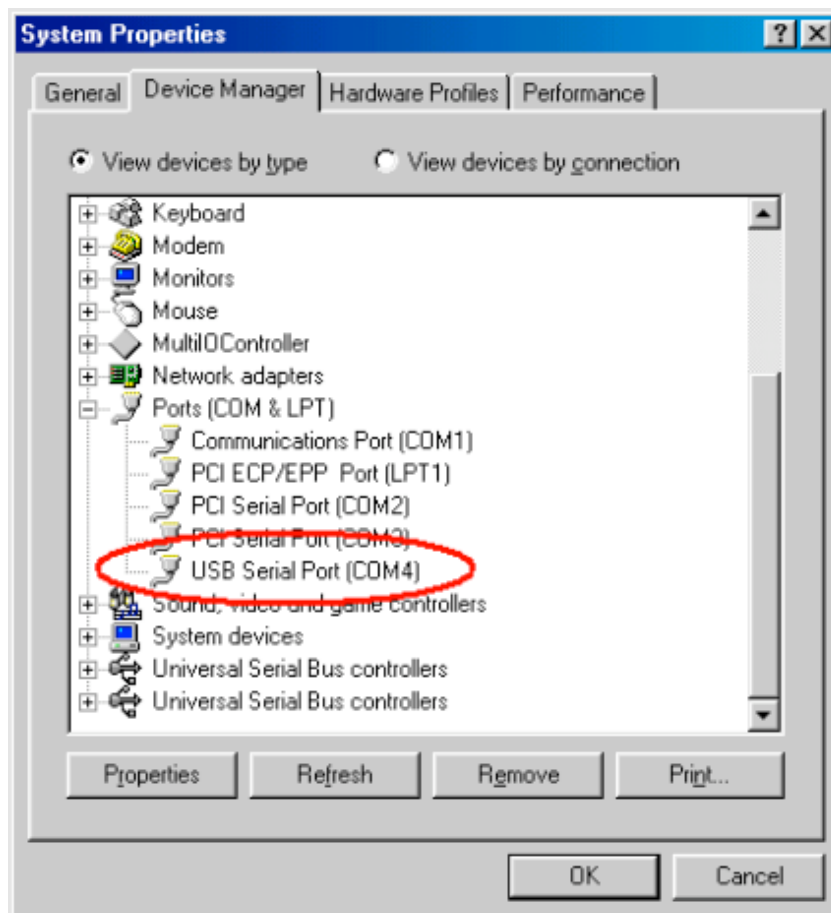 System Properties
General Device Manager Hardware Profiles Performance
View devices by type View devices by connection
Keyboard
Modem
Monitors
Mouse
MultiIOController
Network adapters
Ports (COM & LPT)
Communications Port (COM1)
PCI ECP/EPP Port (LPT1)
PCI Serial Port (COM2)
PCI Serial Port (COM3)
USB Serial Port (COM4)
Sound, video and game controllers
System devices
Universal Serial Bus controllers
Universal Serial Bus controllers
Properties Refresh Remove Print...
OK Cancel